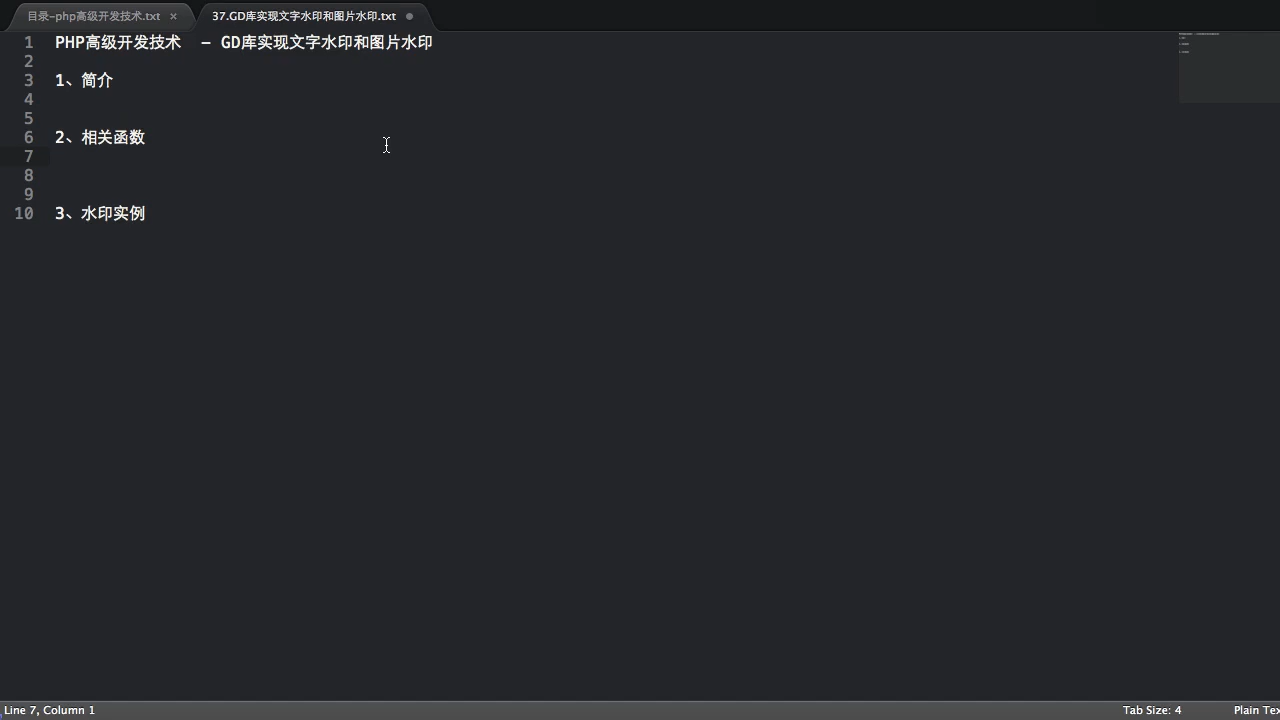 目录-php高级开发技术.txt ×
37.GD库实现文字水印和图片水印.txt
1 PHP高级开发技术 - GD库实现文字水印和图片水印
2
3 1、简介
4
5
6 2、相关函数
7
8
9
10 3、水印实例
Line 7, Column 1
Tab Size: 4
Plain Tex